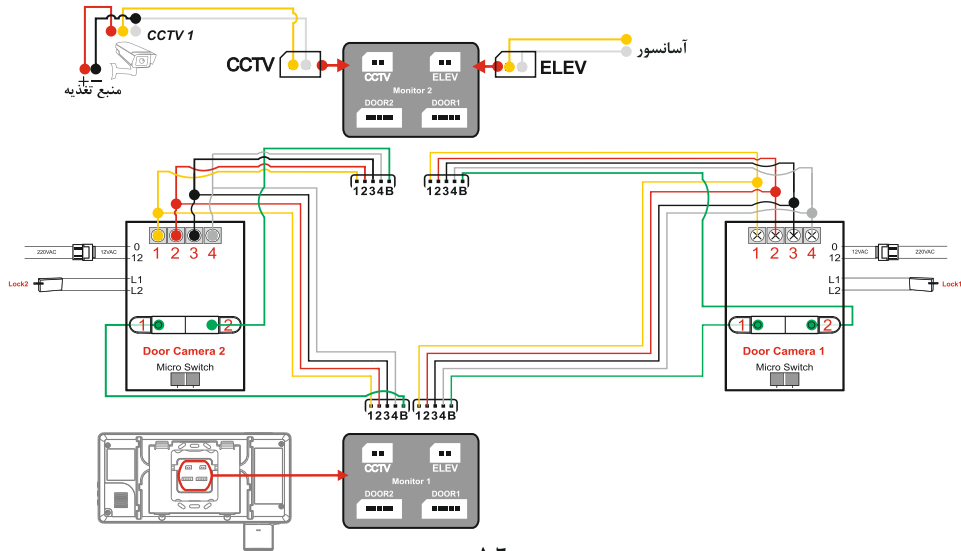 CCTV 1
+ −
منبع تغذیه
CCTV
ELEV
آسانسور
CCTV ELEV
Monitor 2
DOOR2 DOOR1
1234B 1234B
1 2 3 4
220VAC 12VAC
0
12
L1
L2
Lock2
1 2
Door Camera 2
Micro Switch
1 2 3 4
0
12
12VAC 220VAC
L1
L2
Lock1
1 2
Door Camera 1
Micro Switch
1234B 1234B
CCTV ELEV
Monitor 1
DOOR2 DOOR1